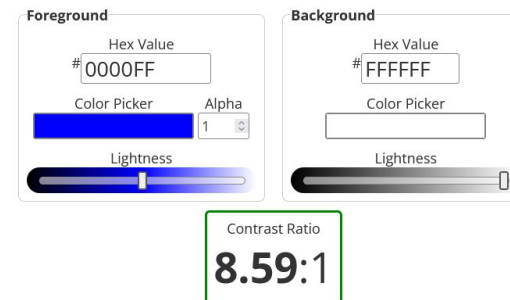 Foreground
Hex Value
# 0000FF
Color Picker
Alpha
1
Lightness
Background
Hex Value
# FFFFFF
Color Picker
Lightness
Contrast Ratio
8.59:1